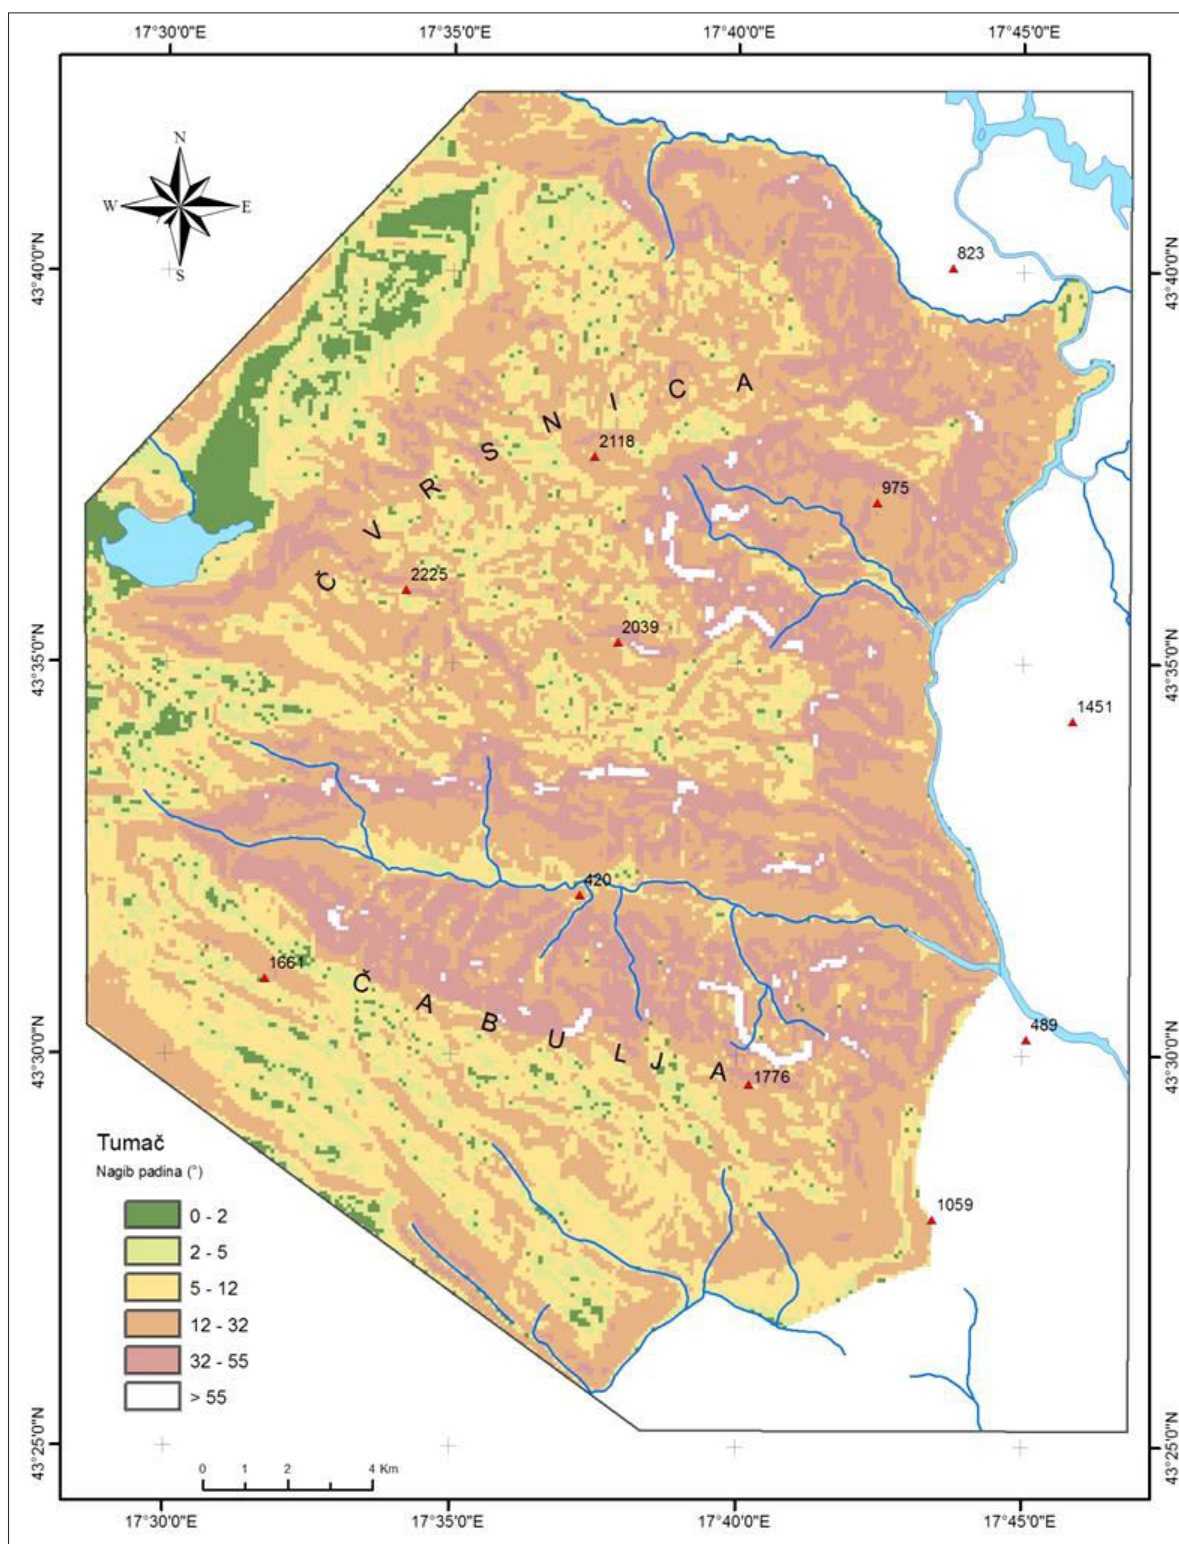 17°30'0"E 17°35'0"E 17°40'0"E 17°45'0"E
N
W E
S
43°40'0"N 43°40'0"N
823
ČVRSNICA
2118
975
2225
2039
43°35'0"N 43°35'0"N
1451
420
1661
ČABULJA
489
43°30'0"N 43°30'0"N
1776
1059
Tumač
Nagib padina (°)
0 - 2
2 - 5
5 - 12
12 - 32
32 - 55
> 55
43°25'0"N 43°25'0"N
0 1 2 4 Km
17°30'0"E 17°35'0"E 17°40'0"E 17°45'0"E